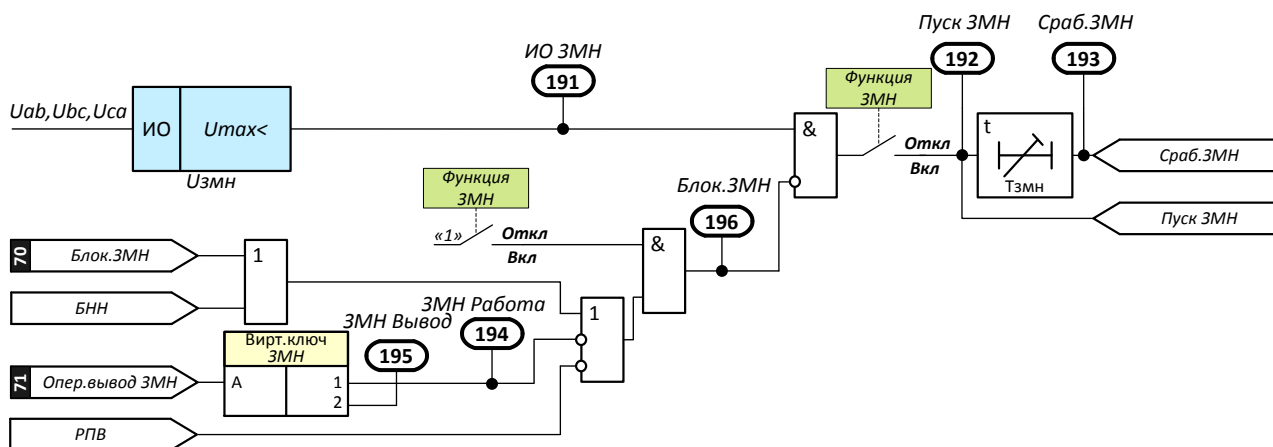 Пуск ЗМН
Сраб.ЗМН
ИО ЗМН
192
193
191
Функция
ЗМН
Uab,Ubc,Uca
ИО
Umax<
&
t
Откл
Вкл
Сраб.ЗМН
Uзмн
Функция
ЗМН
Блок.ЗМН
Тзмн
196
Пуск ЗМН
«1»
Откл
Вкл
&
70
Блок.ЗМН
1
БНН
ЗМН Работа
1
ЗМН Вывод
194
Вирт.ключ
ЗМН
195
71
Опер.вывод ЗМН
А
1
2
РПВ